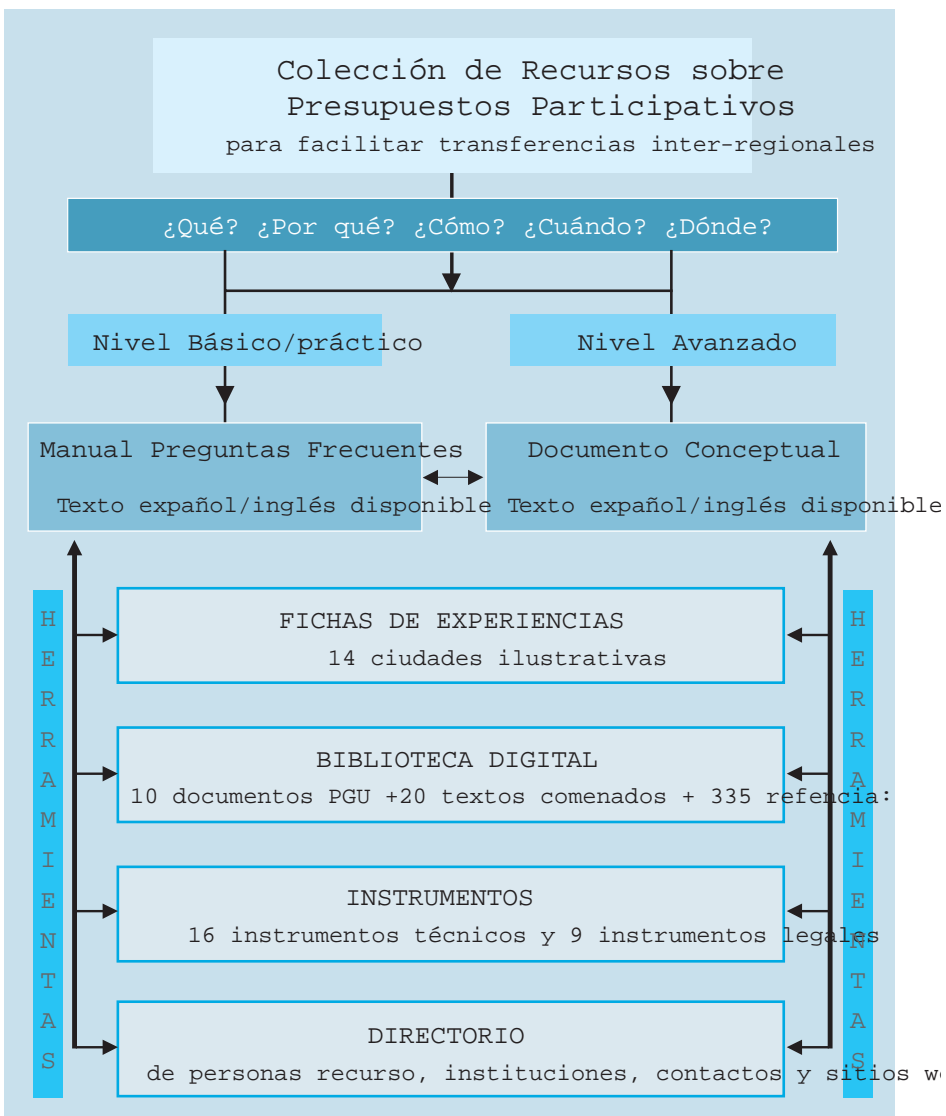 Colección de Recursos sobre
Presupuestos Participativos
para facilitar transferencias inter-regionales
¿Qué? ¿Por qué? ¿Cómo? ¿Cuándo? ¿Dónde?
Nivel Básico/práctico
Nivel Avanzado
Manual Preguntas Frecuentes
Texto expañol/inglés disponible
Documento Conceptual
Texto expañol/inglés disponible
HERRAMIENTAS
FICHAS DE EXPERIENCIAS
14 ciudades ilustrativas
BIBLIOTECA DIGITAL
10 documentos PGU +20 textos comenados + 335 refencia:
INSTRUMENTOS
16 instrumentos técnicos y 9 instrumentos legales
DIRECTORIO
de personas recurso, instituciones, contactos y sitios
HERRAMIENTAS